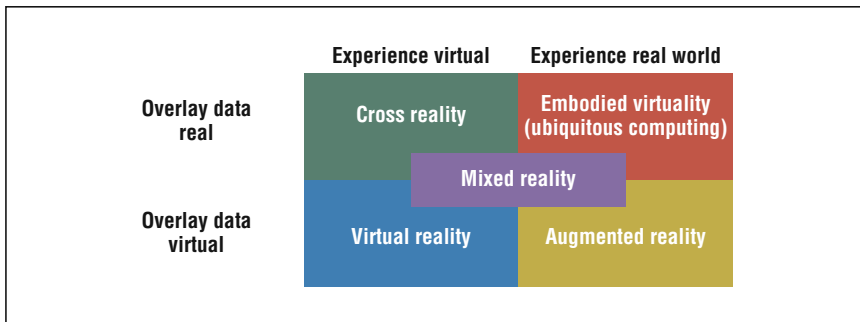 Experience virtual
Experience real world
Overlay data
real
Cross reality
Embodied virtuality
(ubiquitous computing)
Mixed reality
Overlay data
virtual
Virtual reality
Augmented reality